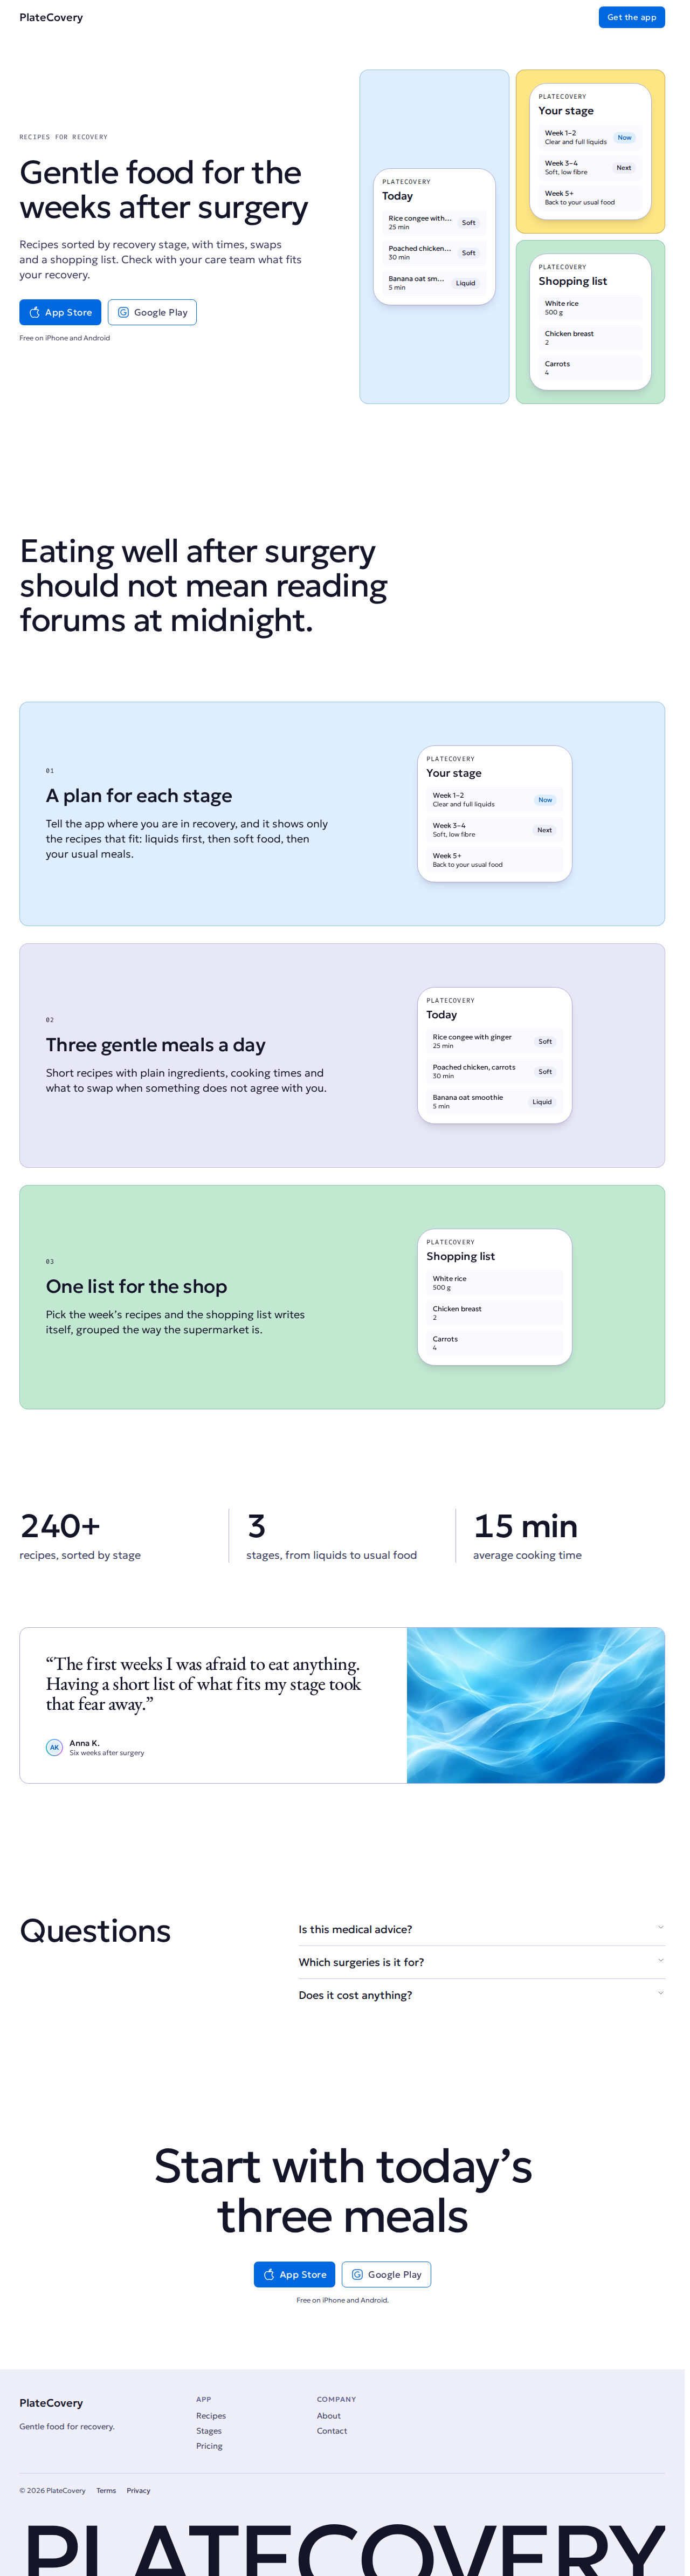 PlateCovery
Get the app
RECIPES FOR RECOVERY
Gentle food for the
weeks after surgery
Recipes sorted by recovery stage, with times, swaps
and a shopping list. Check with your care team what fits
your recovery.
App Store
Google Play
Free on iPhone and Android
PLATECOVERY
Today
Rice congee with...
25 min
Soft
Poached chicken...
30 min
Soft
Banana oat sm...
5 min
Liquid
PLATECOVERY
Your stage
Week 1–2
Clear and full liquids
Now
Week 3–4
Soft, low fibre
Next
Week 5+
Back to your usual food
PLATECOVERY
Shopping list
White rice
500 g
Chicken breast
2
Carrots
4
Eating well after surgery
should not mean reading
forums at midnight.
01
A plan for each stage
Tell the app where you are in recovery, and it shows only
the recipes that fit: liquids first, then soft food, then
your usual meals.
PLATECOVERY
Your stage
Week 1–2
Clear and full liquids
Now
Week 3–4
Soft, low fibre
Next
Week 5+
Back to your usual food
02
Three gentle meals a day
Short recipes with plain ingredients, cooking times and
what to swap when something does not agree with you.
PLATECOVERY
Today
Rice congee with ginger
25 min
Soft
Poached chicken, carrots
30 min
Soft
Banana oat smoothie
5 min
Liquid
03
One list for the shop
Pick the week’s recipes and the shopping list writes
itself, grouped the way the supermarket is.
PLATECOVERY
Shopping list
White rice
500 g
Chicken breast
2
Carrots
4
240+
recipes, sorted by stage
3
stages, from liquids to usual food
15 min
average cooking time
“The first weeks I was afraid to eat anything.
Having a short list of what fits my stage took
that fear away.”
AK
Anna K.
Six weeks after surgery
Questions
Is this medical advice?
Which surgeries is it for?
Does it cost anything?
Start with today’s
three meals
App Store
Google Play
Free on iPhone and Android.
PlateCovery
Gentle food for recovery.
APP
Recipes
Stages
Pricing
COMPANY
About
Contact
© 2026 PlateCovery
Terms
Privacy
PLATECOVERY